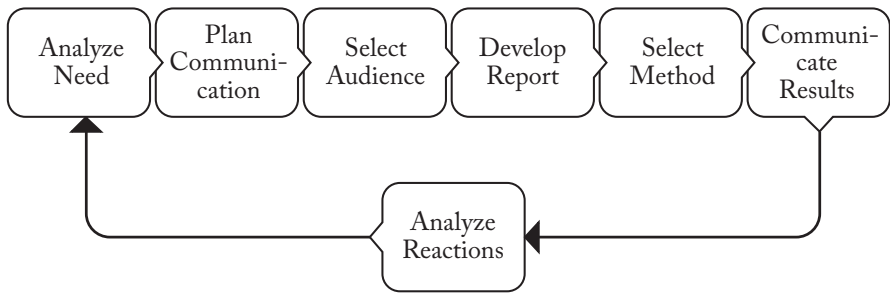 Analyze
Need
Plan
Communi-
cation
Select
Audience
Develop
Report
Select
Method
Communi-
cate
Results
Analyze
Reactions